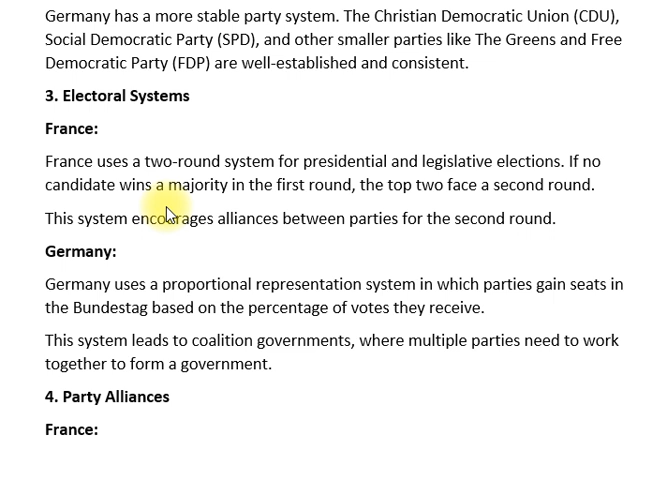 Germany has a more stable party system. The Christian Democratic Union (CDU),
Social Democratic Party (SPD), and other smaller parties like The Greens and Free
Democratic Party (FDP) are well-established and consistent.
3. Electoral Systems
France:
France uses a two-round system for presidential and legislative elections. If no
candidate wins a majority in the first round, the top two face a second round.
This system encourages alliances between parties for the second round.
Germany:
Germany uses a proportional representation system in which parties gain seats in
the Bundestag based on the percentage of votes they receive.
This system leads to coalition governments, where multiple parties need to work
together to form a government.
4. Party Alliances
France: